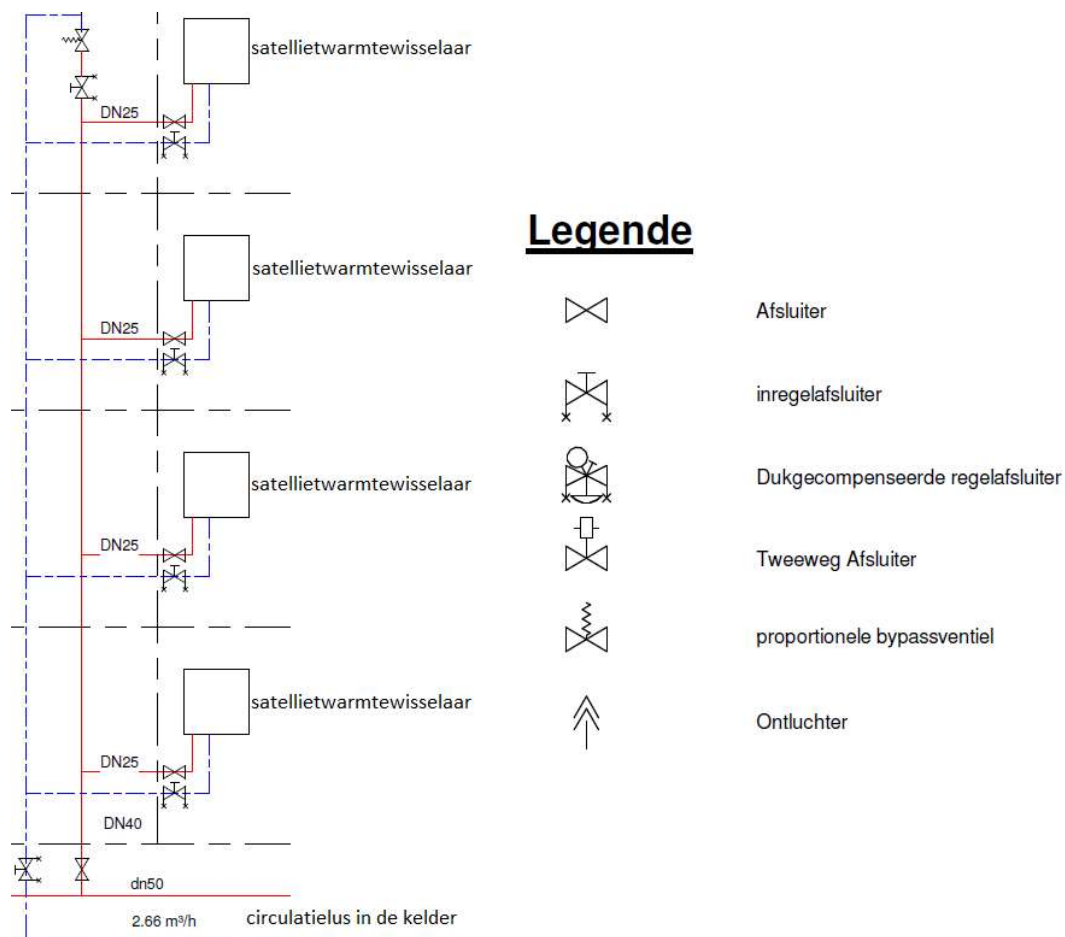 satellietwarmtewisselaar
DN25
satellietwarmtewisselaar
DN25
satellietwarmtewisselaar
DN25
satellietwarmtewisselaar
DN25
DN40
dn50
2.66 m³/h
circulatielus in de kelder
Legende
Afsluiter
inregelafsluiter
Dukgecompenseerde regelafsluiter
Tweeweg Afsluiter
proportionele bypassventiel
Ontluchter